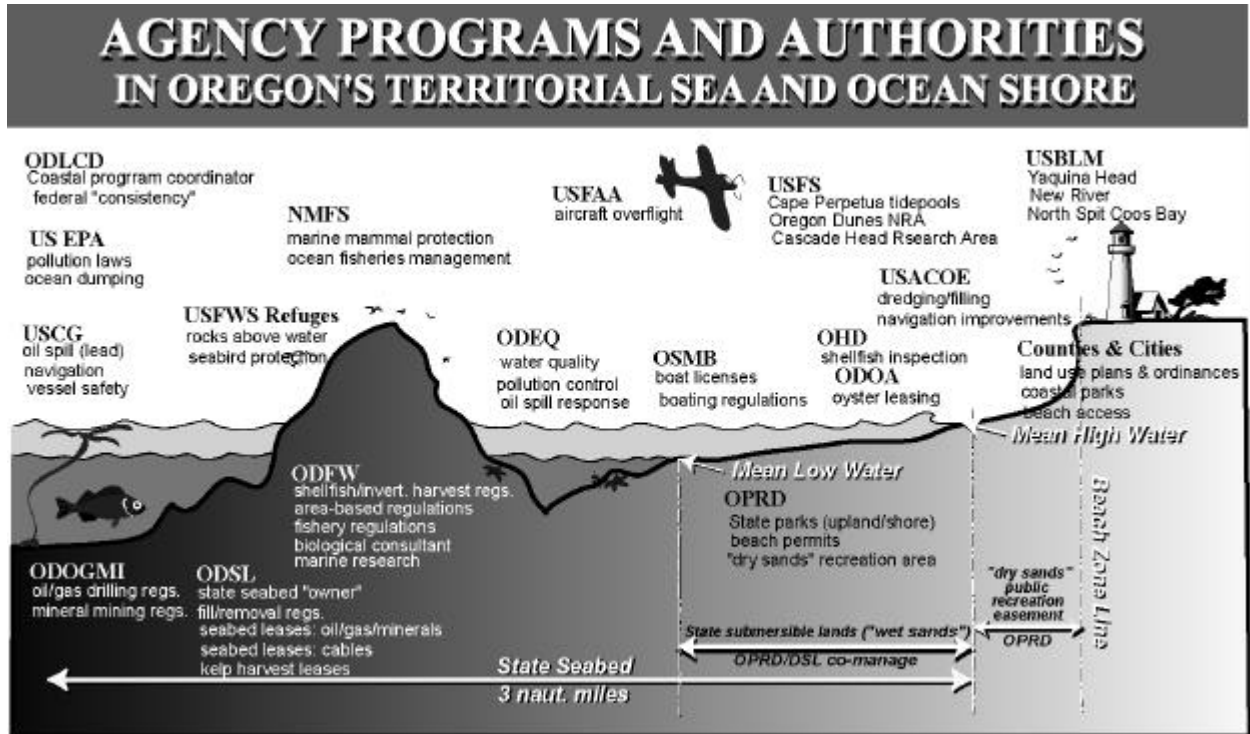 AGENCY PROGRAMS AND AUTHORITIES
IN OREGON'S TERRITORIAL SEA AND OCEAN SHORE
ODLCD
Coastal progrram coordinator
federal "consistency"
US EPA
pollution laws
ocean dumping
USCG
oil spill (lead)
navigation
vessel safety
NMFS
marine mammal protection
ocean fisheries management
USFWS Refuges
rocks above water
seabird protection
USFAA
aircraft overflight
USFS
Cape Perpetua tidepools
Oregon Dunes NRA
Cascade Head Rsearch Area
USBLM
Yaquina Head
New River
North Spit Coos Bay
USACOE
dredging/filling
navigation improvements
ODEQ
water quality
pollution control
oil spill response
OSMB
boat licenses
boating regulations
OHD
shellfish inspection
ODOA
oyster leasing
Counties & Cities
land use plans & ordinances
coastal parks
beach access
Mean High Water
Mean Low Water
ODFW
shellfish/invert. harvest regs.
area-based regulations
fishery regulations
biological consultant
marine research
OPRD
State parks (upland/shore)
beach permits
"dry sands" recreation area
ODOGMI
oil/gas drilling regs.
mineral mining regs.
ODSL
state seabed "owner"
fill/removal regs.
seabed leases: oil/gas/minerals
seabed leases: cables
kelp harvest leases
"dry sands"
public
recreation
easement
OPRD
Beach Zone Line
State submersible lands ("wet sands")
OPRD/DSL co-manage
State Seabed
3 naut. miles